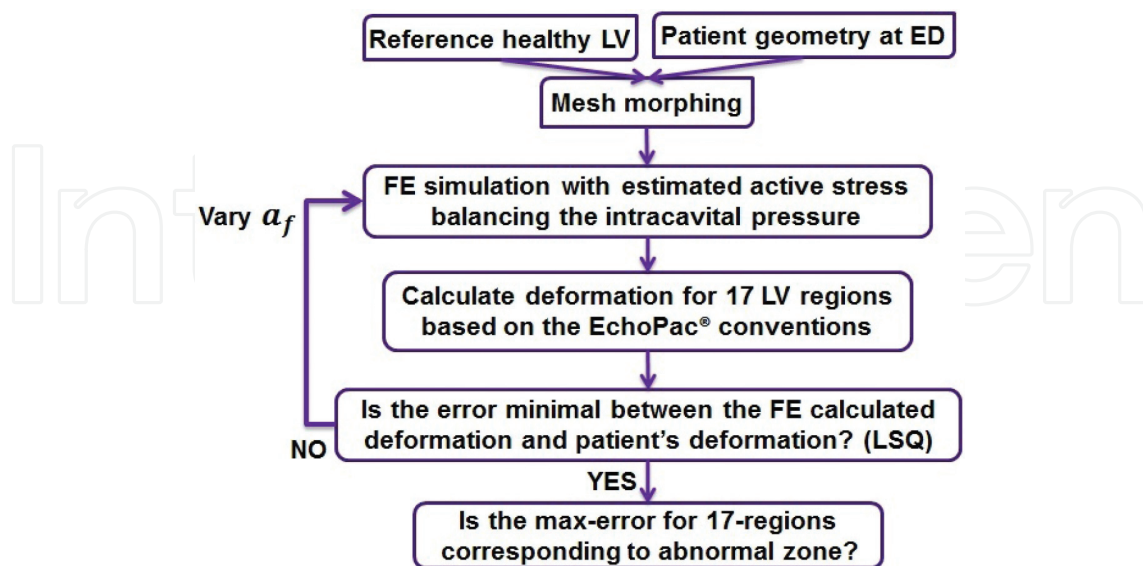 Reference healthy LV
Patient geometry at ED
Mesh morphing
FE simulation with estimated active stress
balancing the intracavital pressure
Vary a_f
Calculate deformation for 17 LV regions
based on the EchoPac® conventions
Is the error minimal between the FE calculated
deformation and patient's deformation? (LSQ)
NO
YES
Is the max-error for 17-regions
corresponding to abnormal zone?